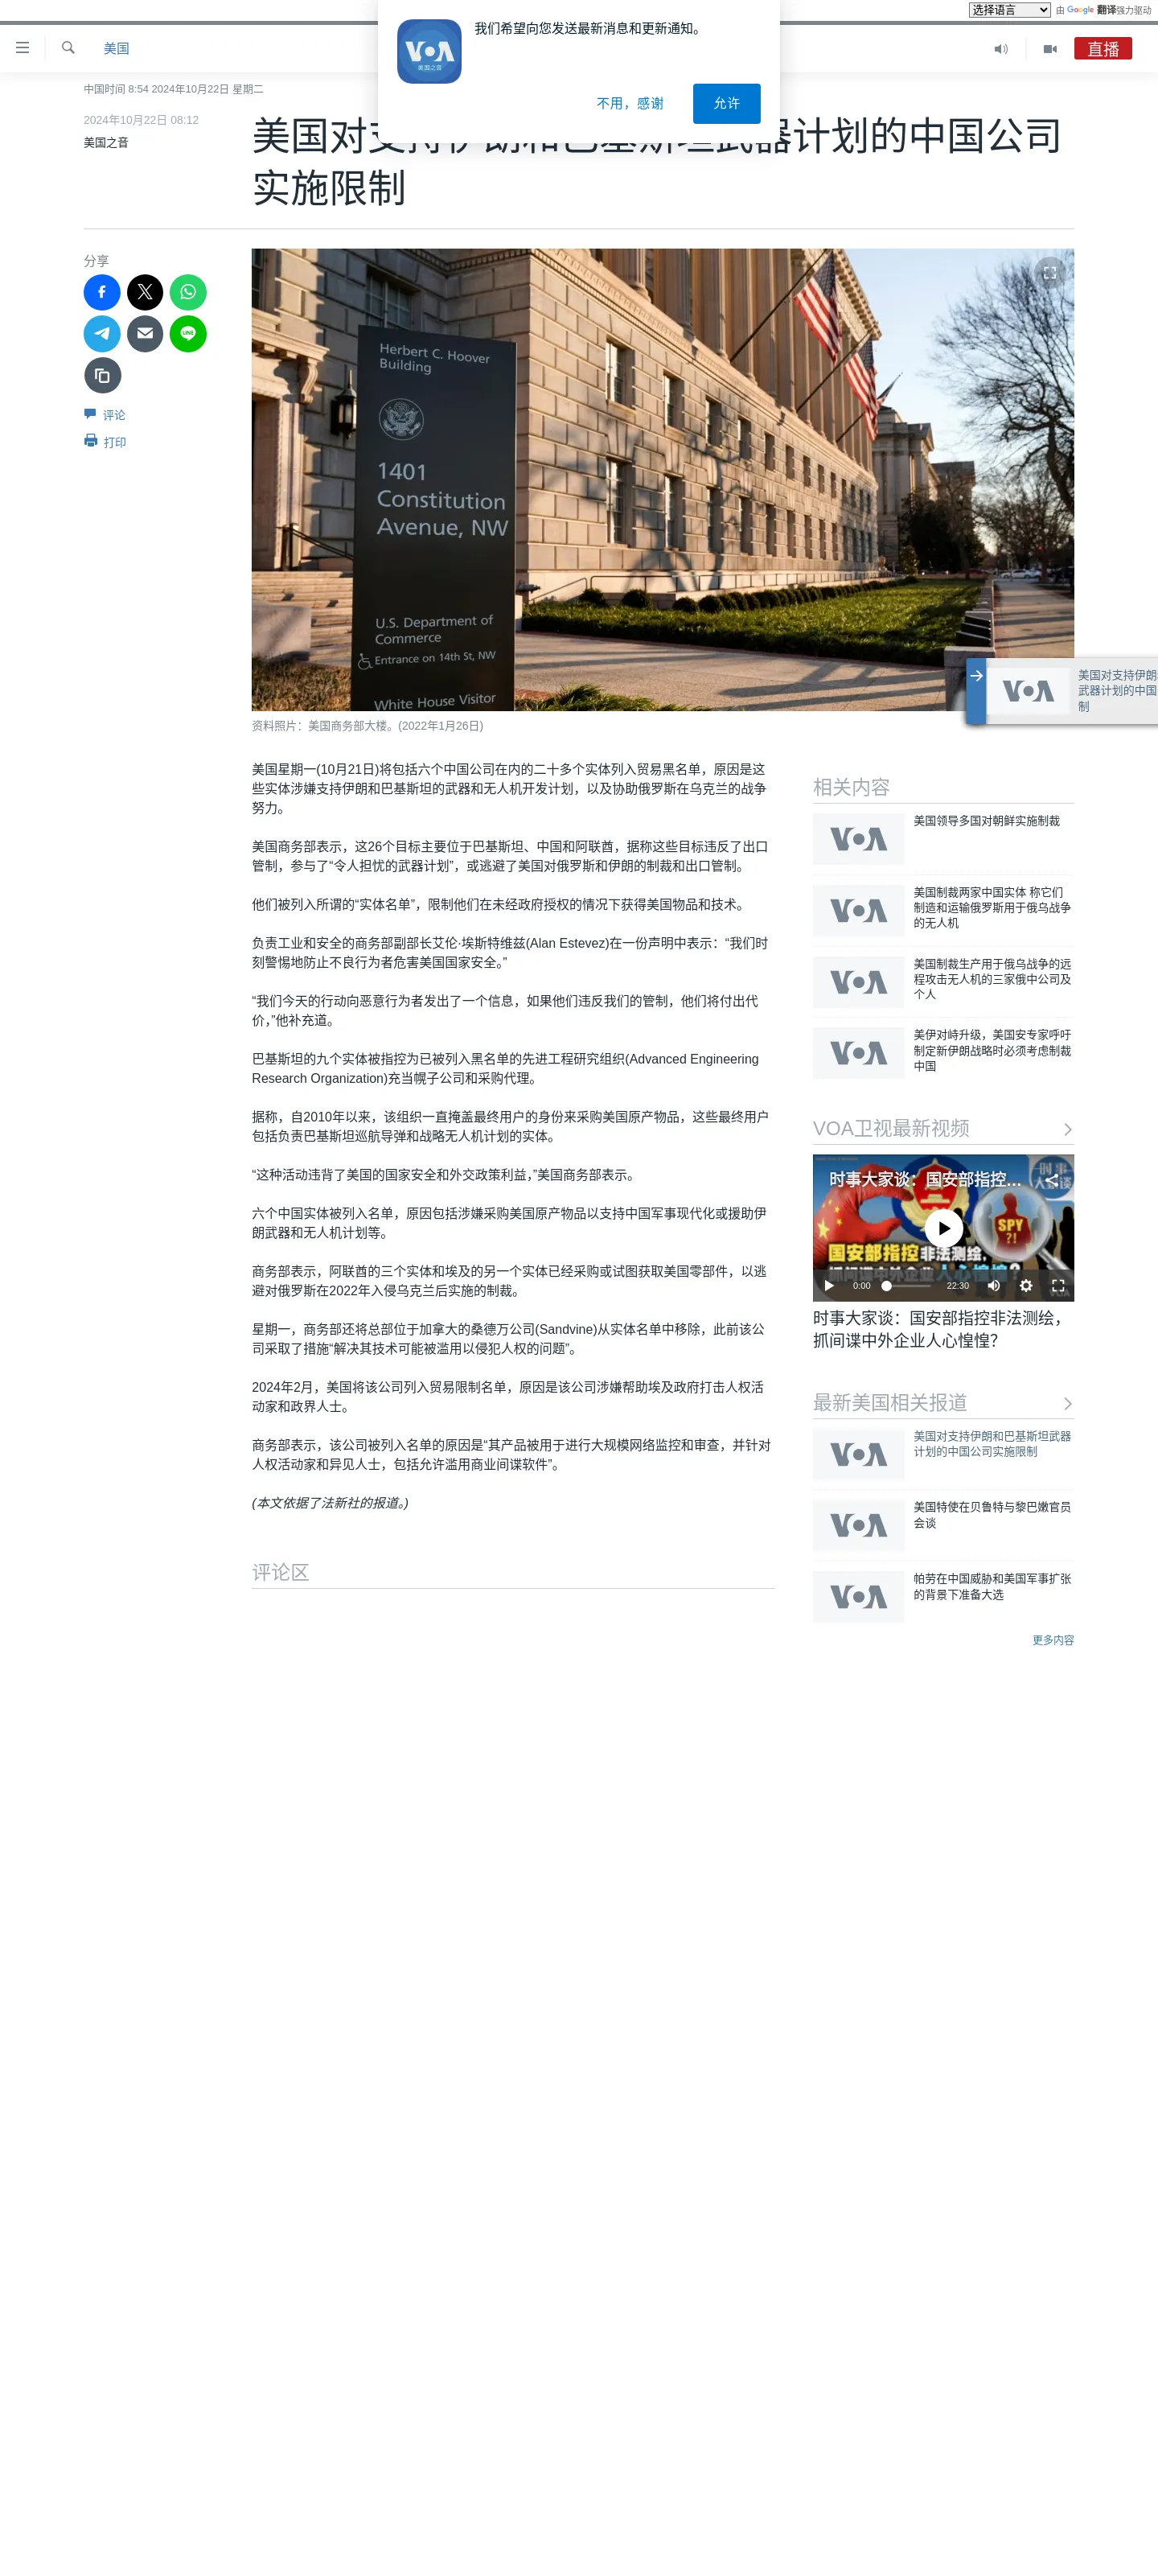 选择语言
由 Google 翻译强力驱动
美国
直播
VOA
美国之音
我们希望向您发送最新消息和更新通知。
不用，感谢
允许
中国时间 8:54 2024年10月22日 星期二
2024年10月22日 08:12
美国之音
美国对支持伊朗和巴基斯坦武器计划的中国公司
实施限制
分享
LINE
评论
打印
Herbert C. Hoover
Building
1401
Constitution
Avenue, NW
U.S. Department of
Commerce
Entrance on 14th St, NW
White House Visitor
资料照片：美国商务部大楼。(2022年1月26日)
VOA
美国对支持伊朗
武器计划的中国
制
美国星期一(10月21日)将包括六个中国公司在内的二十多个实体列入贸易黑名单，原因是这
些实体涉嫌支持伊朗和巴基斯坦的武器和无人机开发计划，以及协助俄罗斯在乌克兰的战争
努力。
美国商务部表示，这26个目标主要位于巴基斯坦、中国和阿联酋，据称这些目标违反了出口
管制，参与了“令人担忧的武器计划”，或逃避了美国对俄罗斯和伊朗的制裁和出口管制。
他们被列入所谓的“实体名单”，限制他们在未经政府授权的情况下获得美国物品和技术。
负责工业和安全的商务部副部长艾伦·埃斯特维兹(Alan Estevez)在一份声明中表示：“我们时
刻警惕地防止不良行为者危害美国国家安全。”
“我们今天的行动向恶意行为者发出了一个信息，如果他们违反我们的管制，他们将付出代
价，”他补充道。
巴基斯坦的九个实体被指控为已被列入黑名单的先进工程研究组织(Advanced Engineering
Research Organization)充当幌子公司和采购代理。
据称，自2010年以来，该组织一直掩盖最终用户的身份来采购美国原产物品，这些最终用户
包括负责巴基斯坦巡航导弹和战略无人机计划的实体。
“这种活动违背了美国的国家安全和外交政策利益，”美国商务部表示。
六个中国实体被列入名单，原因包括涉嫌采购美国原产物品以支持中国军事现代化或援助伊
朗武器和无人机计划等。
商务部表示，阿联酋的三个实体和埃及的另一个实体已经采购或试图获取美国零部件，以逃
避对俄罗斯在2022年入侵乌克兰后实施的制裁。
星期一，商务部还将总部位于加拿大的桑德万公司(Sandvine)从实体名单中移除，此前该公
司采取了措施“解决其技术可能被滥用以侵犯人权的问题”。
2024年2月，美国将该公司列入贸易限制名单，原因是该公司涉嫌帮助埃及政府打击人权活
动家和政界人士。
商务部表示，该公司被列入名单的原因是“其产品被用于进行大规模网络监控和审查，并针对
人权活动家和异见人士，包括允许滥用商业间谍软件”。
(本文依据了法新社的报道。)
评论区
相关内容
VOA
美国领导多国对朝鲜实施制裁
VOA
美国制裁两家中国实体 称它们
制造和运输俄罗斯用于俄乌战争
的无人机
VOA
美国制裁生产用于俄乌战争的远
程攻击无人机的三家俄中公司及
个人
VOA
美伊对峙升级，美国安专家呼吁
制定新伊朗战略时必须考虑制裁
中国
VOA卫视最新视频
时事大家谈：国安部指控...
SPY
?!
国安部指控非法测绘,
抓间谍中外企业人心惶惶?
0:00
22:30
时事大家谈：国安部指控非法测绘，
抓间谍中外企业人心惶惶？
最新美国相关报道
VOA
美国对支持伊朗和巴基斯坦武器
计划的中国公司实施限制
VOA
美国特使在贝鲁特与黎巴嫩官员
会谈
VOA
帕劳在中国威胁和美国军事扩张
的背景下准备大选
更多内容